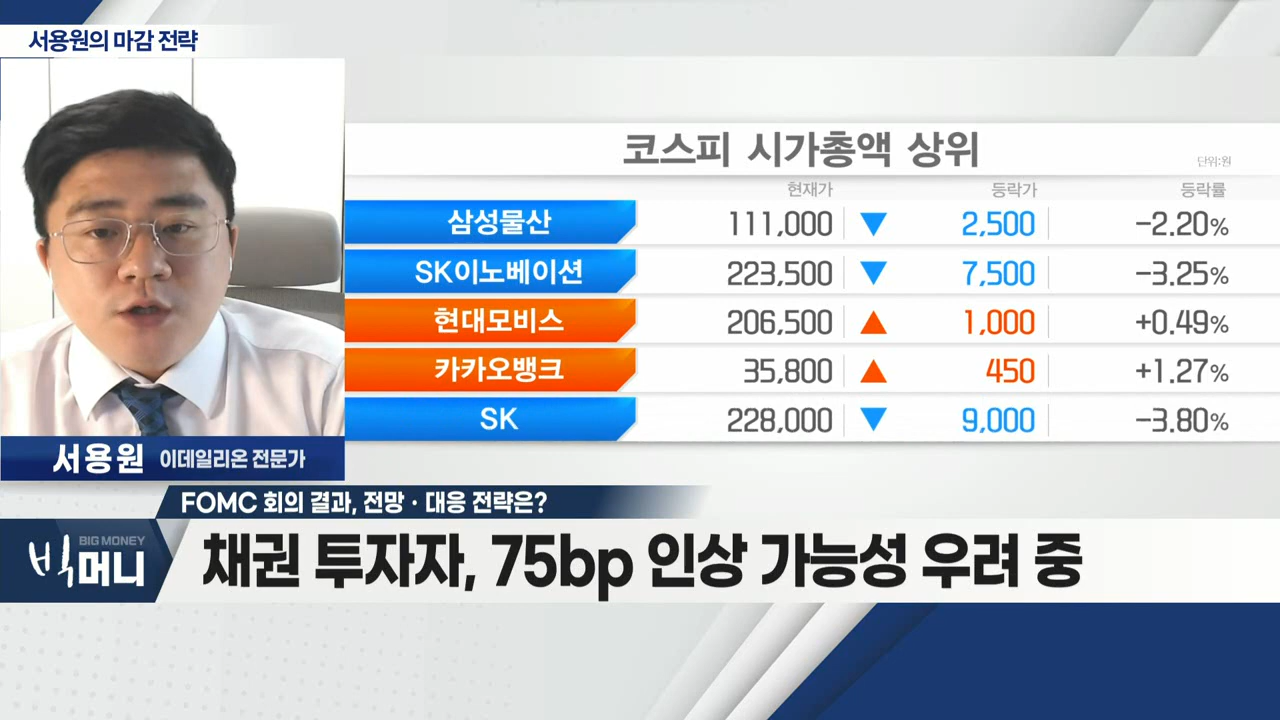 서용원의 마감 전략
코스피 시가총액 상위
단위:원
현재가 등락가 등락률
삼성물산 111,000 ▼ 2,500 -2.20%
SK이노베이션 223,500 ▼ 7,500 -3.25%
현대모비스 206,500 ▲ 1,000 +0.49%
카카오뱅크 35,800 ▲ 450 +1.27%
SK 228,000 ▼ 9,000 -3.80%
서용원 이데일리온 전문가
FOMC 회의 결과, 전망·대응 전략은?
BIG MONEY
빅머니
채권 투자자, 75bp 인상 가능성 우려 중